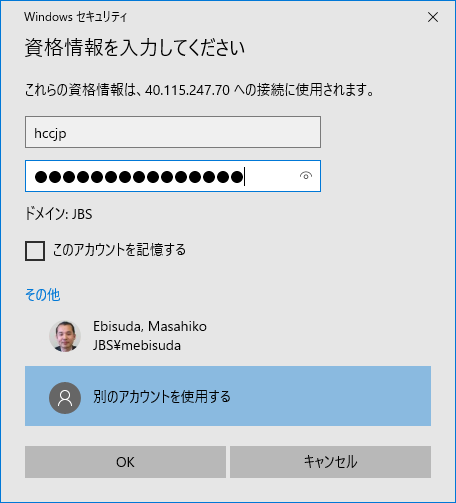 Windows セキュリティ
資格情報を入力してください
これらの資格情報は、40.115.247.70 への接続に使用されます。
hccjp
●●●●●●●●●●●●●●●
ドメイン: JBS
このアカウントを記憶する
その他
Ebisuda, Masahiko
JBS¥mebisuda
別のアカウントを使用する
OK
キャンセル